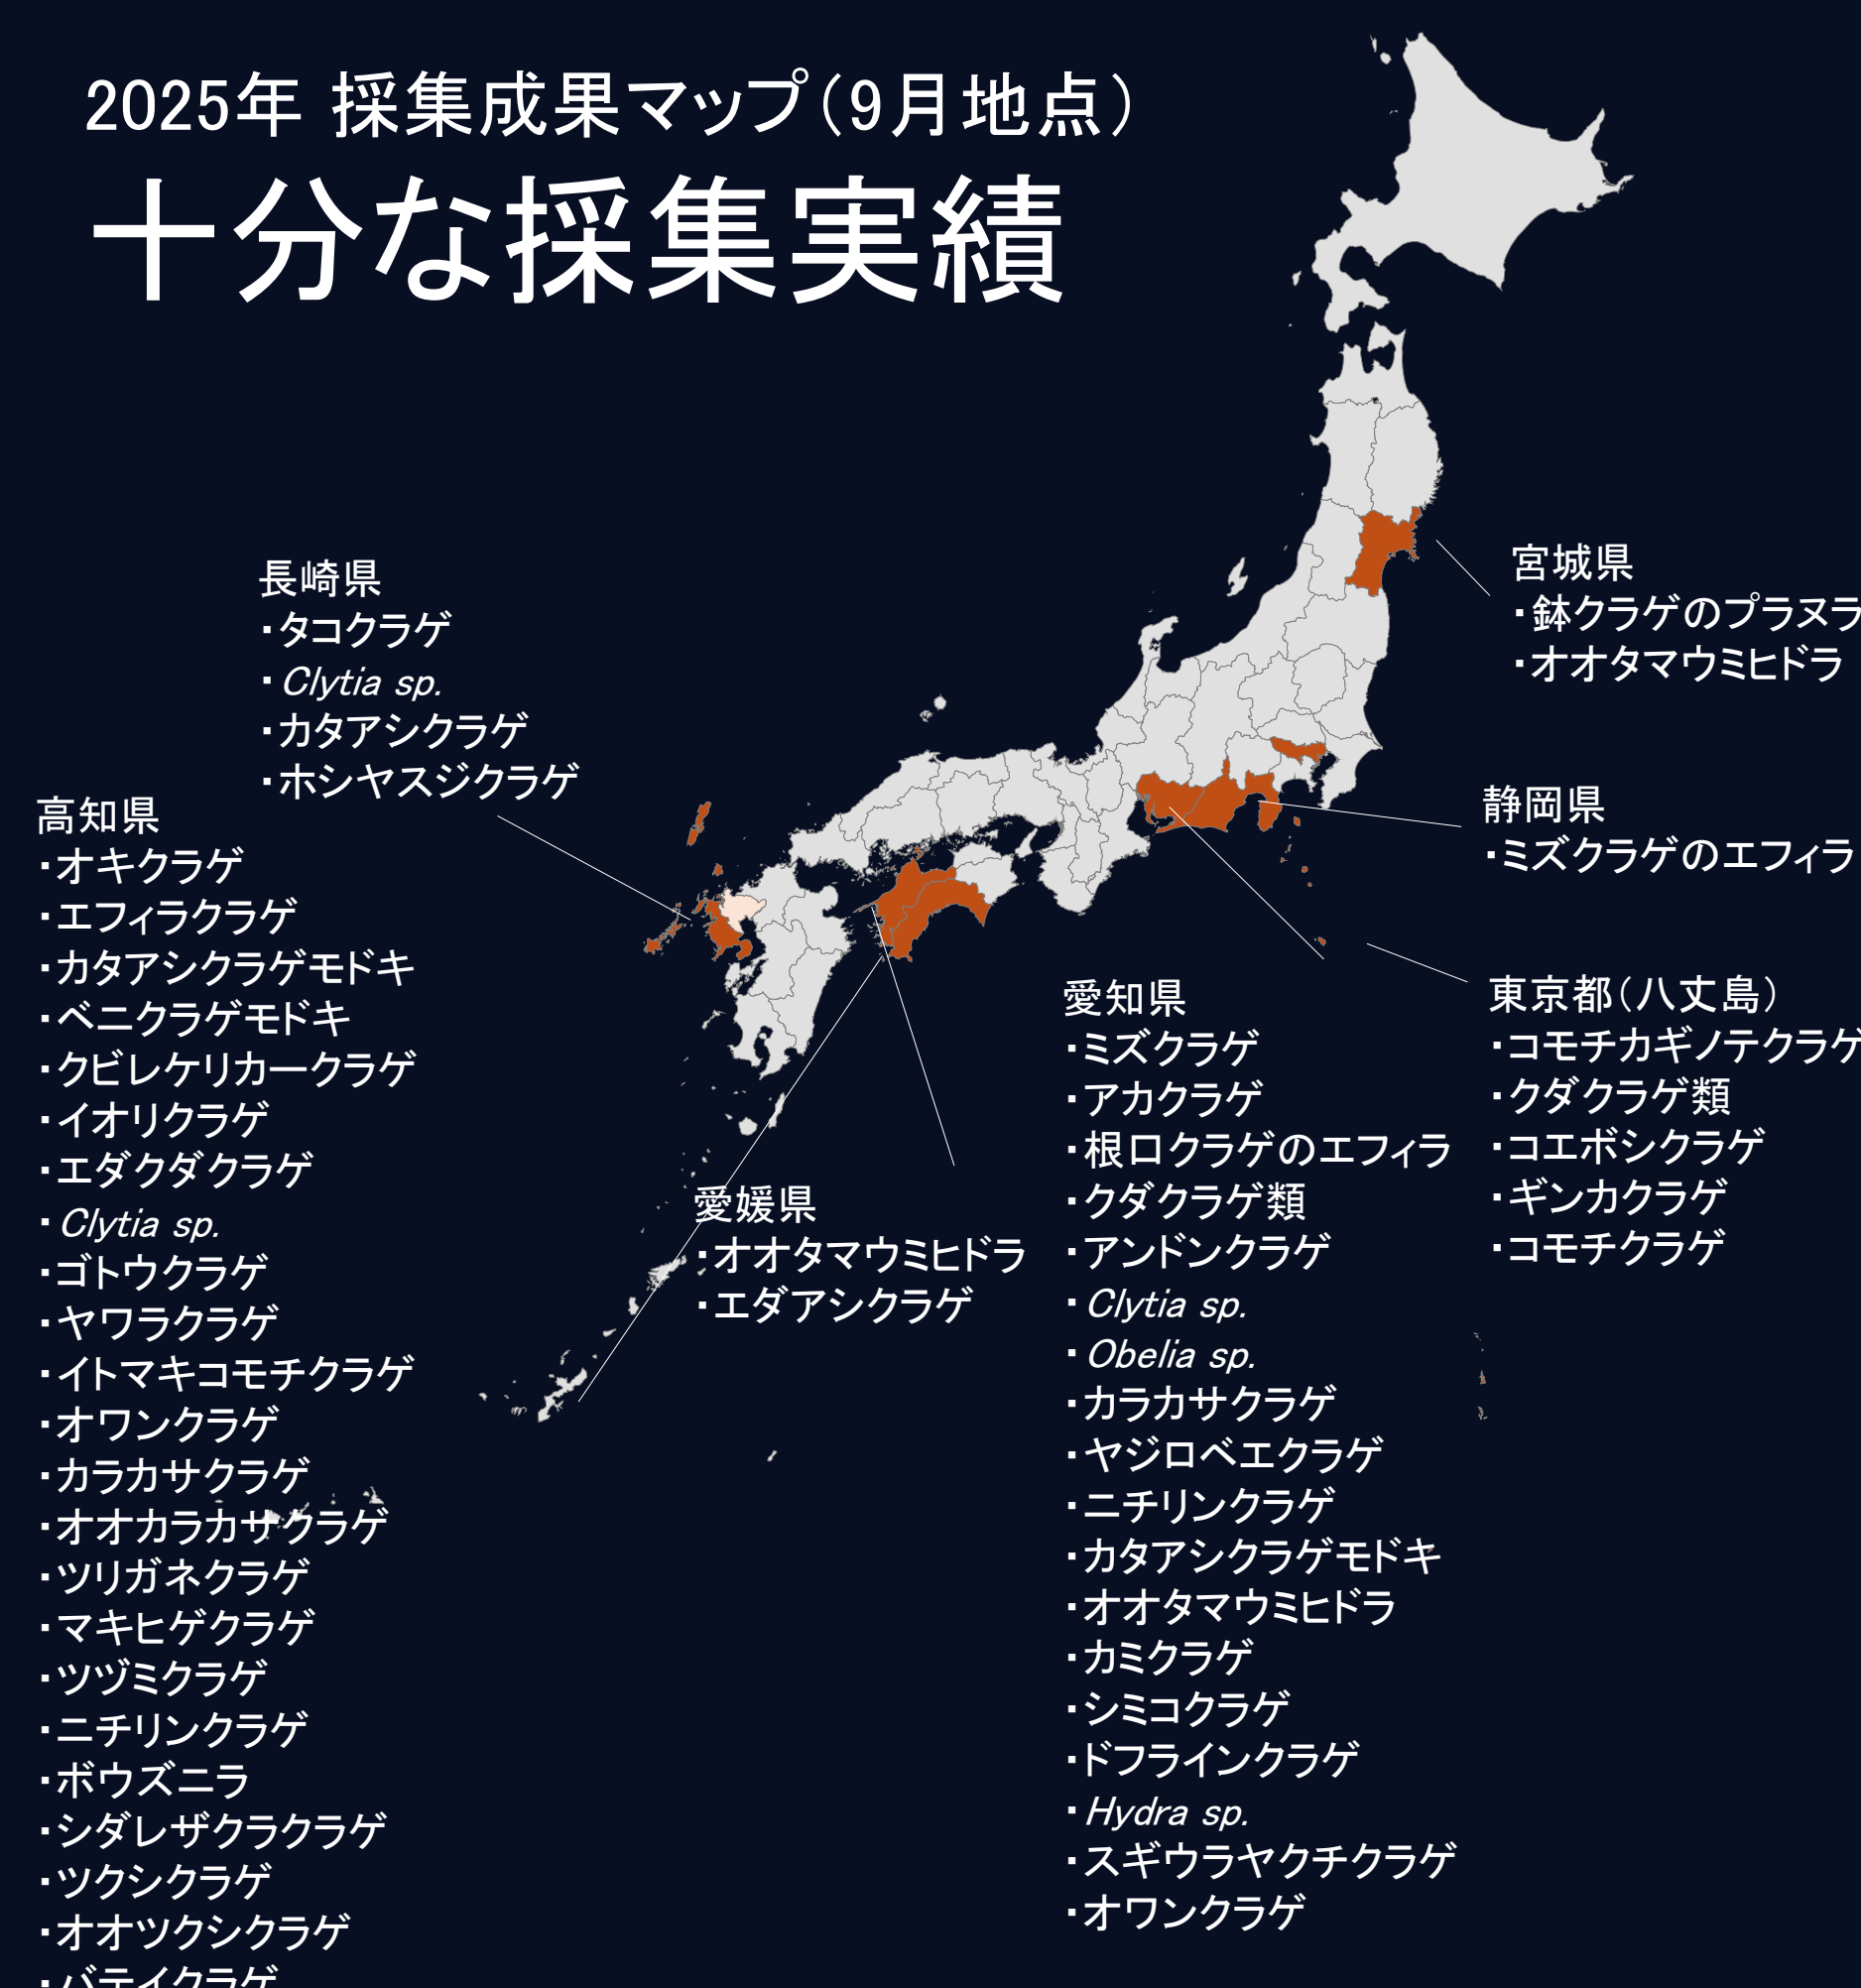 2025年 採集成果マップ(9月地点)
十分な採集実績
長崎県
・タコクラゲ
・Clytia sp.
・カタアシクラゲ
・ホシヤスジクラゲ
高知県
・オキクラゲ
・エフィラクラゲ
・カタアシクラゲモドキ
・ベニクラゲモドキ
・クビレケリカークラゲ
・イオリクラゲ
・エダクダクラゲ
・Clytia sp.
・ゴトウクラゲ
・ヤワラクラゲ
・イトマキコモチクラゲ
・オワンクラゲ
・カラカサクラゲ
・オオカラカサクラゲ
・ツリガネクラゲ
・マキヒゲクラゲ
・ツヅミクラゲ
・ニチリンクラゲ
・ボウズニラ
・シダレザクラクラゲ
・ツクシクラゲ
・オオツクシクラゲ
・バテイクラゲ
愛媛県
・オオタマウミヒドラ
・エダアシクラゲ
愛知県
・ミズクラゲ
・アカクラゲ
・根口クラゲのエフィラ
・クダクラゲ類
・アンドンクラゲ
・Clytia sp.
・Obelia sp.
・カラカサクラゲ
・ヤジロベエクラゲ
・ニチリンクラゲ
・カタアシクラゲモドキ
・オオタマウミヒドラ
・カミクラゲ
・シミコクラゲ
・ドフラインクラゲ
・Hydra sp.
・スギウラヤクチクラゲ
・オワンクラゲ
宮城県
・鉢クラゲのプラヌラ
・オオタマウミヒドラ
静岡県
・ミズクラゲのエフィラ
東京都(八丈島)
・コモチカギノテクラゲ
・クダクラゲ類
・コエボシクラゲ
・ギンカクラゲ
・コモチクラゲ